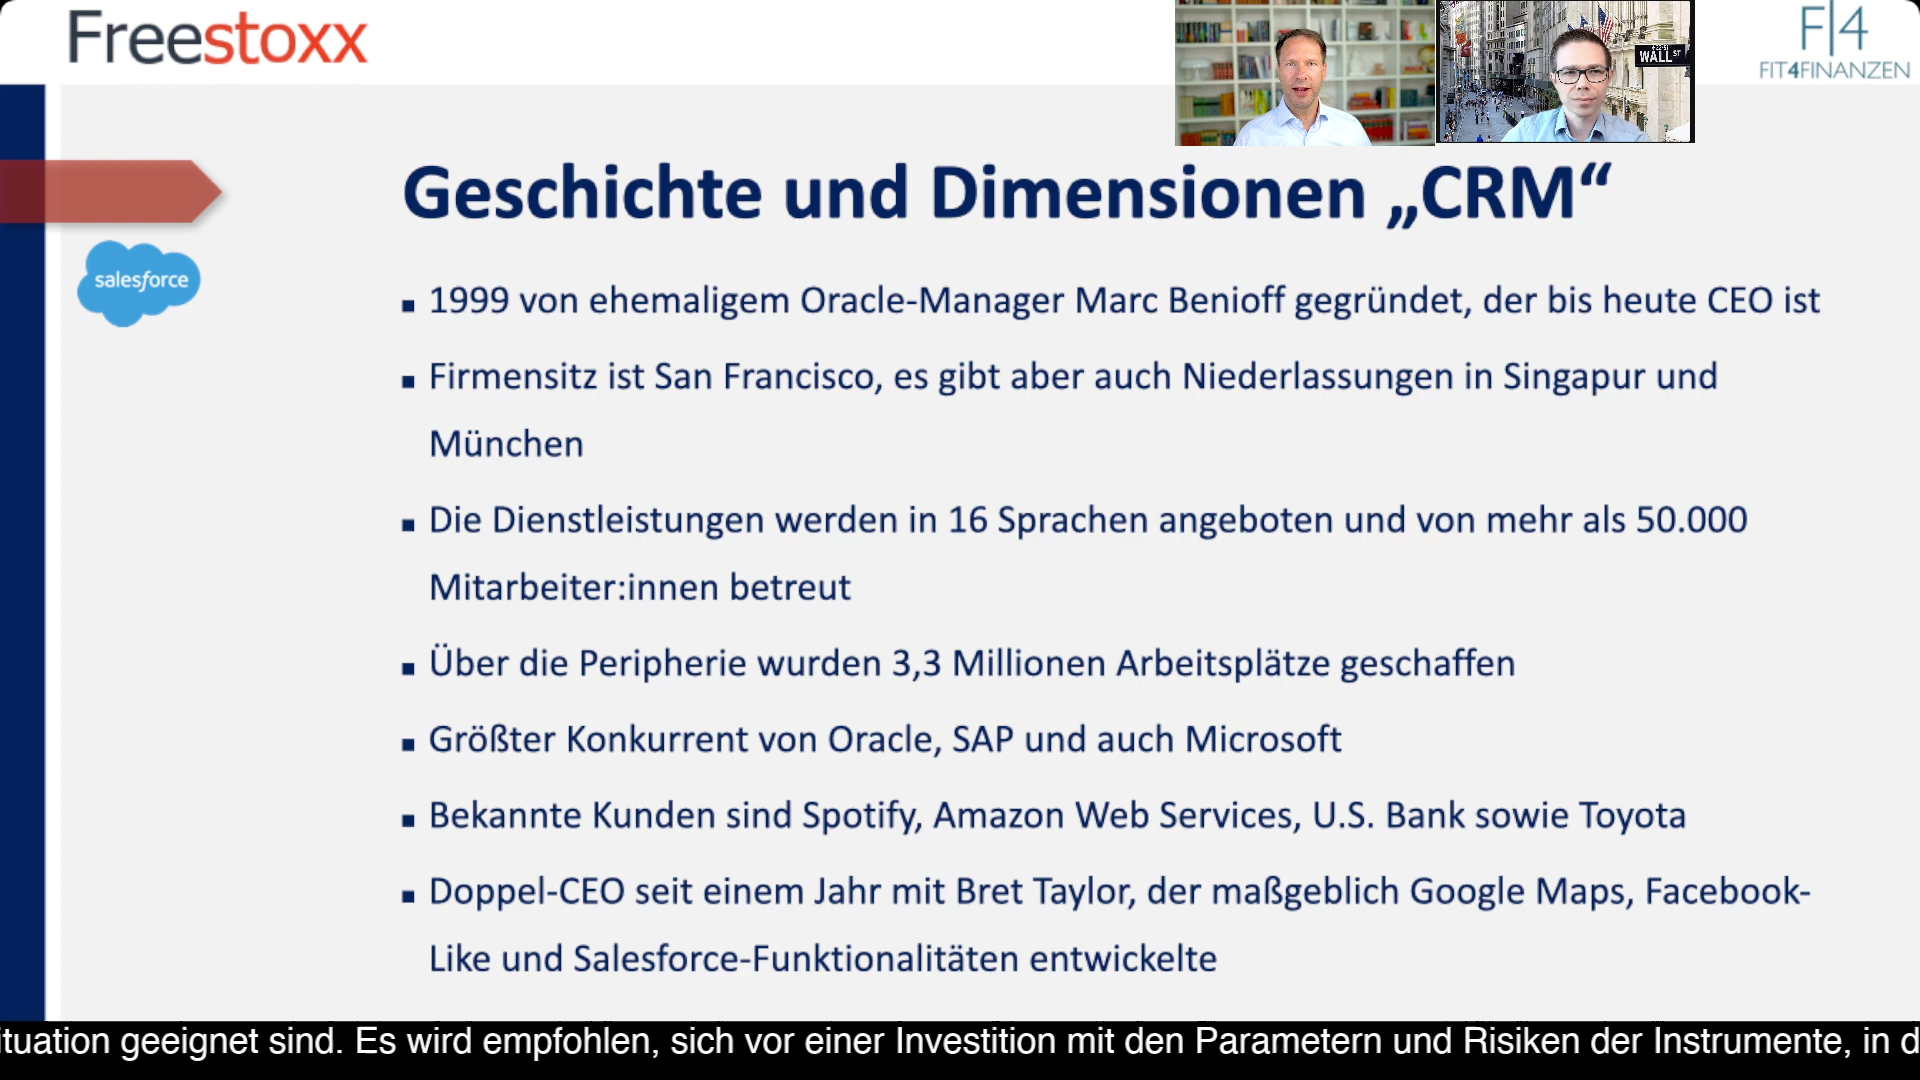 Freestoxx
WALL ST
F|4
FIT4FINANZEN
Geschichte und Dimensionen „CRM“
salesforce
▪ 1999 von ehemaligem Oracle-Manager Marc Benioff gegründet, der bis heute CEO ist
▪ Firmensitz ist San Francisco, es gibt aber auch Niederlassungen in Singapur und
München
▪ Die Dienstleistungen werden in 16 Sprachen angeboten und von mehr als 50.000
Mitarbeiter:innen betreut
▪ Über die Peripherie wurden 3,3 Millionen Arbeitsplätze geschaffen
▪ Größter Konkurrent von Oracle, SAP und auch Microsoft
▪ Bekannte Kunden sind Spotify, Amazon Web Services, U.S. Bank sowie Toyota
▪ Doppel-CEO seit einem Jahr mit Bret Taylor, der maßgeblich Google Maps, Facebook-
Like und Salesforce-Funktionalitäten entwickelte
ituation geeignet sind. Es wird empfohlen, sich vor einer Investition mit den Parametern und Risiken der Instrumente, in d